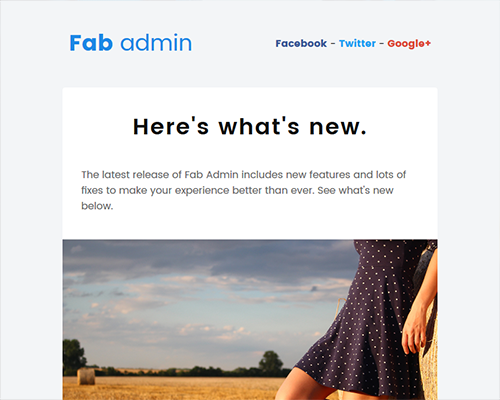 Fab admin
Facebook - Twitter - Google+
Here's what's new.
The latest release of Fab Admin includes new features and lots of
fixes to make your experience better than ever. See what's new
below.